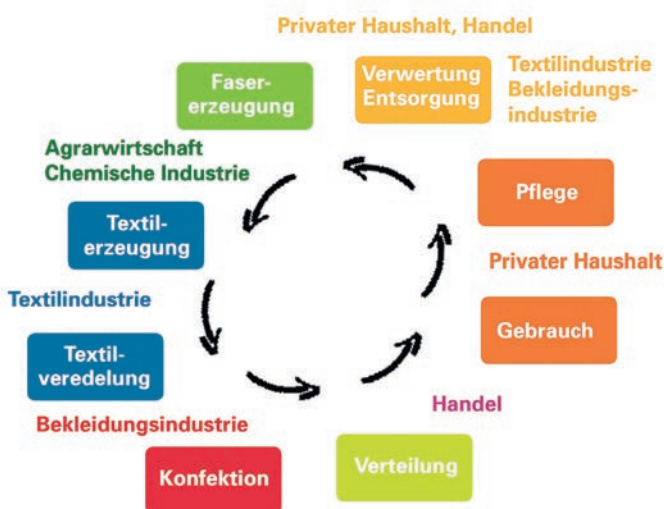 Privater Haushalt, Handel
Faser-
erzeugung
Verwertung
Entsorgung
Textilindustrie
Bekleidungs-
industrie
Agrarwirtschaft
Chemische Industrie
Textil-
erzeugung
Pflege
Privater Haushalt
Textilindustrie
Gebrauch
Textil-
veredelung
Handel
Bekleidungsindustrie
Konfektion
Verteilung